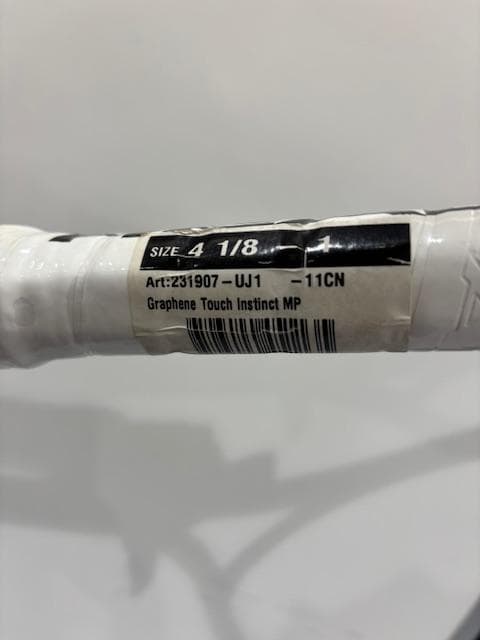 SIZE 4 1/8 - 1
Art:231907-UJ1 -11CN
Graphene Touch Instinct MP